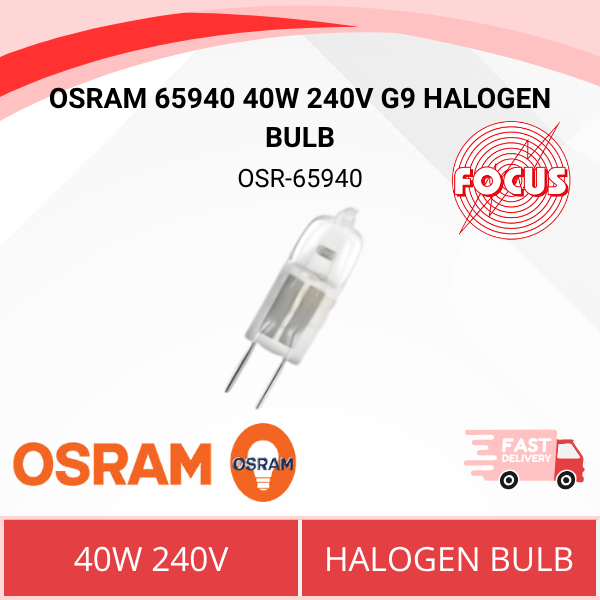 OSRAM 65940 40W 240V G9 HALOGEN
BULB
OSR-65940
FOCUS
OSRAM
OSRAM
FAST
DELIVERY
40W 240V
HALOGEN BULB